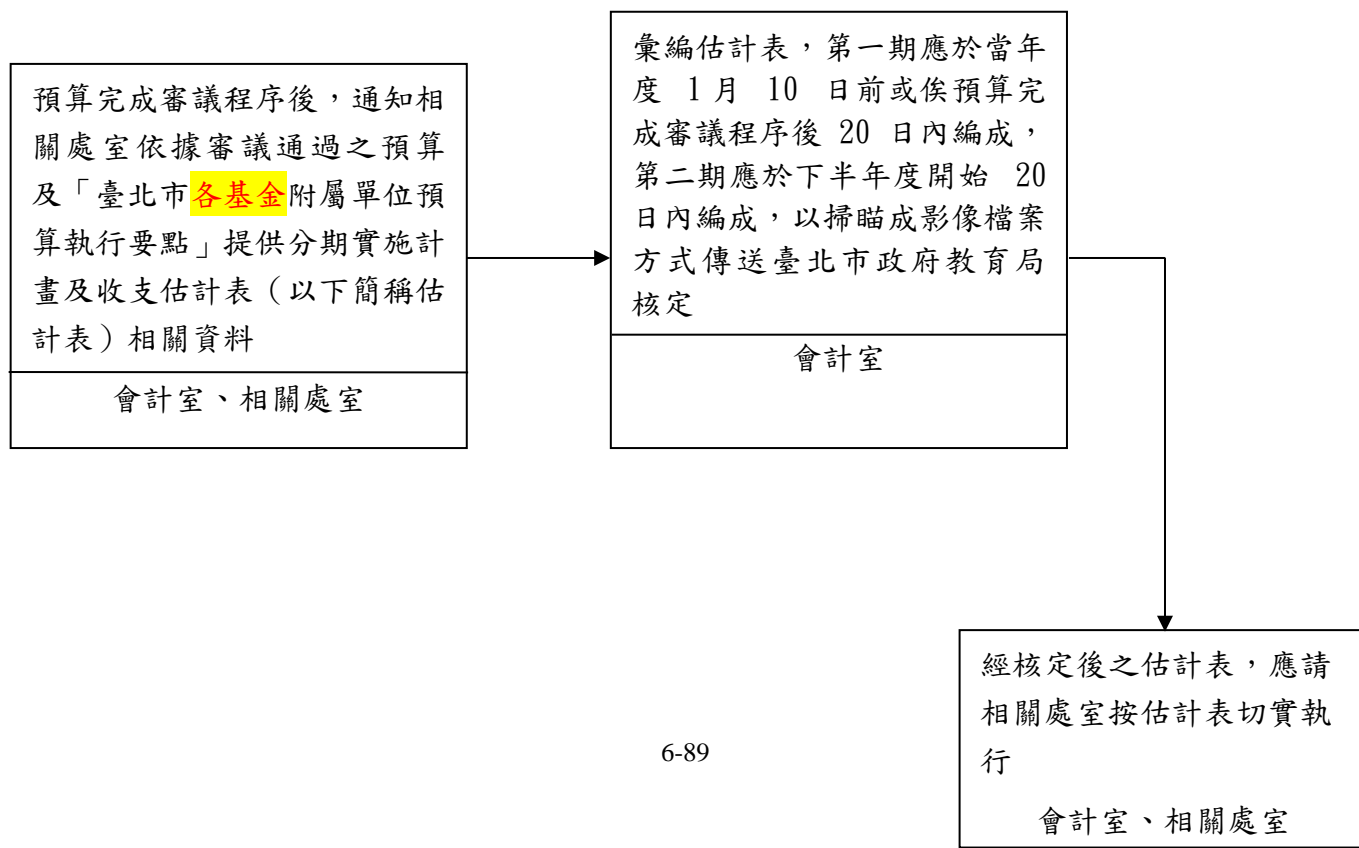 預算完成審議程序後，通知相
關處室依據審議通過之預算
及「臺北市各基金附屬單位預
算執行要點」提供分期實施計
畫及收支估計表（以下簡稱估
計表）相關資料
會計室、相關處室
彙編估計表，第一期應於當年
度 1月 10 日前或俟預算完
成審議程序後 20 日內編成，
第二期應於下半年度開始 20
日內編成，以掃瞄成影像檔案
方式傳送臺北市政府教育局
核定
會計室
經核定後之估計表，應請
相關處室按估計表切實執
行
會計室、相關處室
6-89